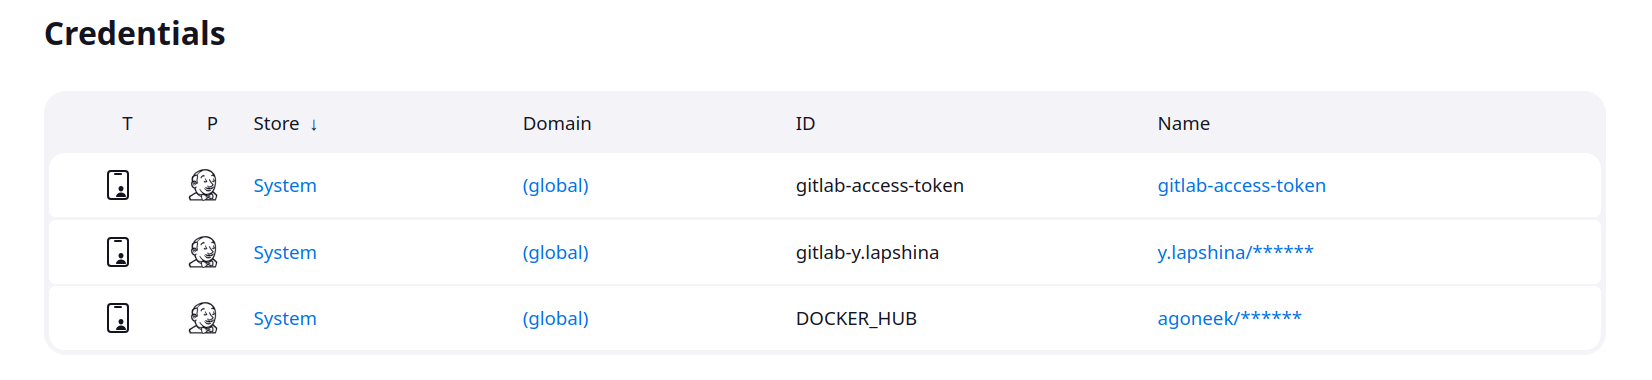 Credentials
T P Store ↓ Domain ID Name
System (global) gitlab-access-token gitlab-access-token
System (global) gitlab-y.lapshina y.lapshina/******
System (global) DOCKER_HUB agoneek/******